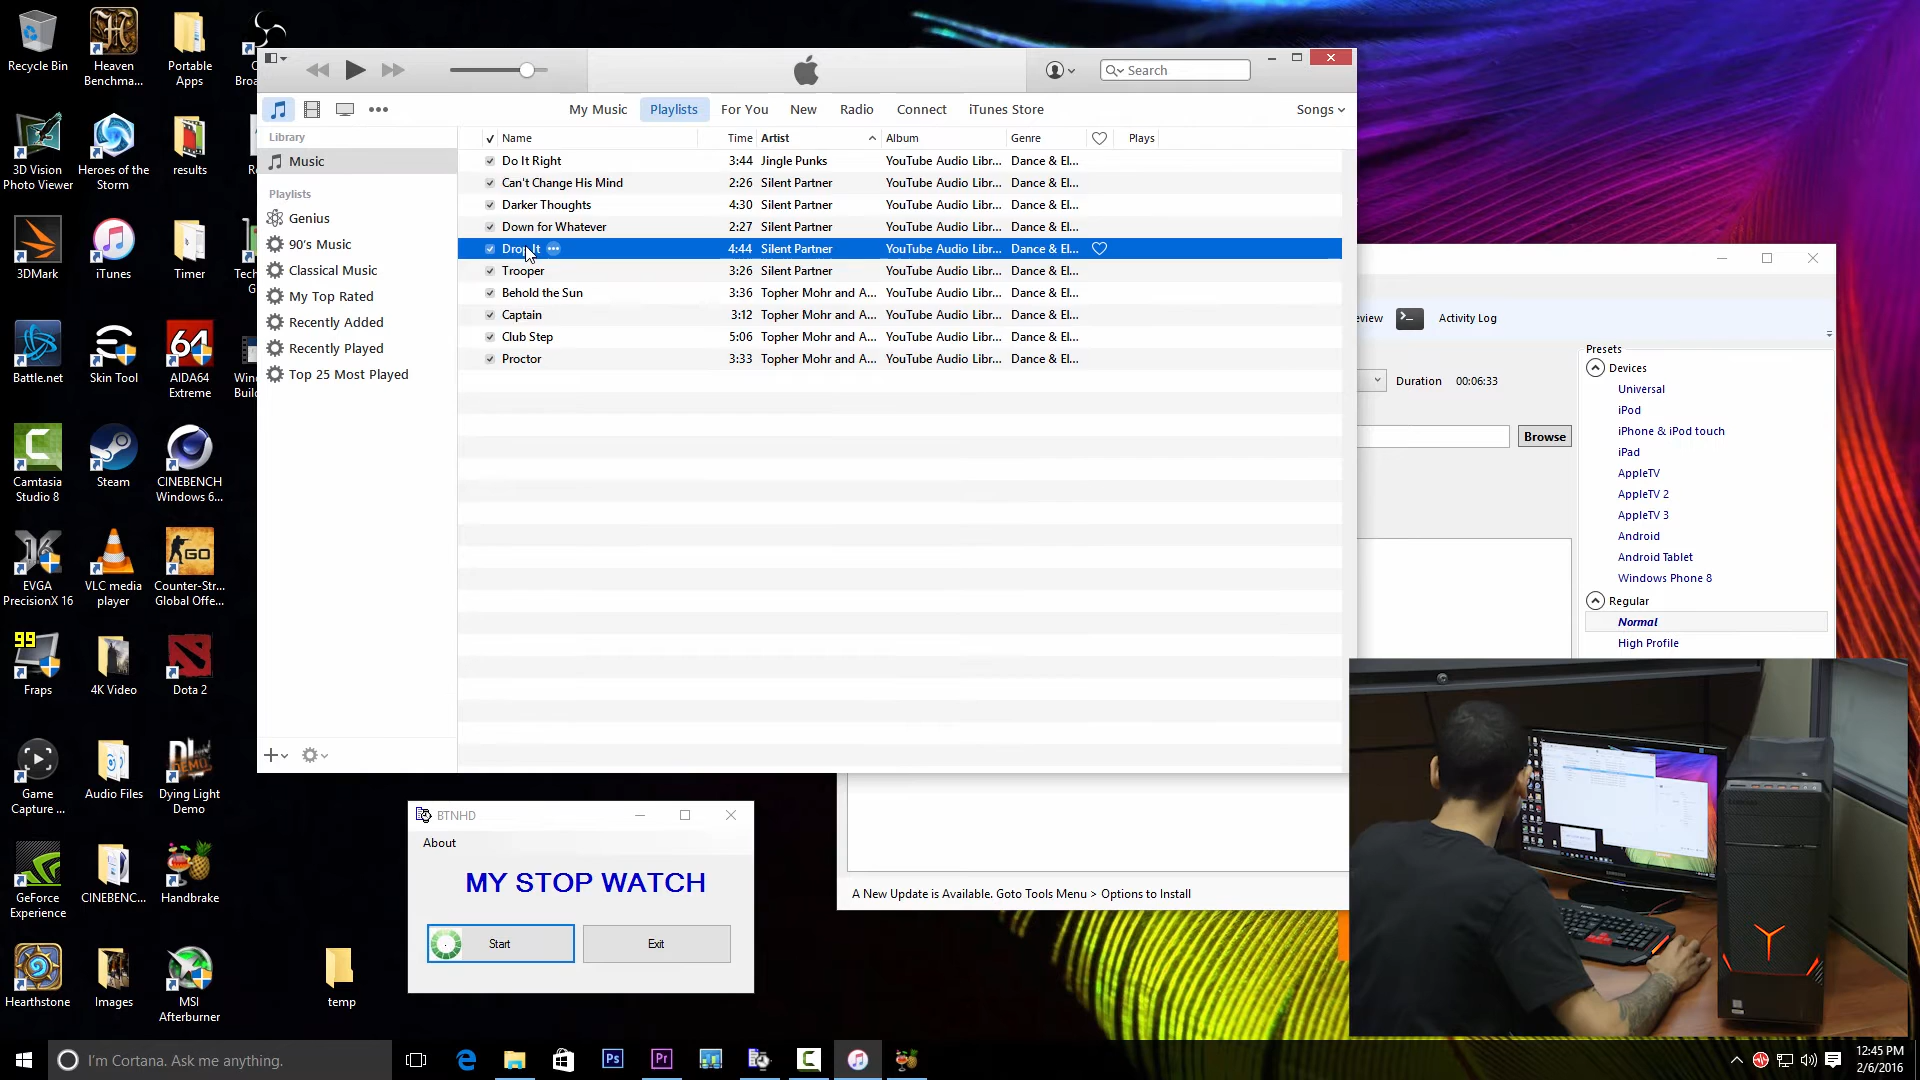 Recycle Bin
Heaven Benchma...
Portable Apps
3D Vision Photo Viewer
Heroes of the Storm
results
3DMark
iTunes
Timer
Battle.net
Skin Tool
AIDA64 Extreme
Camtasia Studio 8
Steam
CINEBENCH Windows 6...
EVGA PrecisionX 16
VLC media player
Counter-Str... Global Offe...
99
Fraps
4K Video
Dota 2
Game Capture ...
Audio Files
Dying Light Demo
GeForce Experience
CINEBENC...
Handbrake
Hearthstone
Images
MSI Afterburner
temp
Search
My Music
Playlists
For You
New
Radio
Connect
iTunes Store
Songs
Library
Music
Playlists
Genius
90's Music
Classical Music
My Top Rated
Recently Added
Recently Played
Top 25 Most Played
Name Time Artist Album Genre Plays
Do It Right 3:44 Jingle Punks YouTube Audio Libr... Dance & El...
Can't Change His Mind 2:26 Silent Partner YouTube Audio Libr... Dance & El...
Darker Thoughts 4:30 Silent Partner YouTube Audio Libr... Dance & El...
Down for Whatever 2:27 Silent Partner YouTube Audio Libr... Dance & El...
Drop It 4:44 Silent Partner YouTube Audio Libr... Dance & El...
Trooper 3:26 Silent Partner YouTube Audio Libr... Dance & El...
Behold the Sun 3:36 Topher Mohr and A... YouTube Audio Libr... Dance & El...
Captain 3:12 Topher Mohr and A... YouTube Audio Libr... Dance & El...
Club Step 5:06 Topher Mohr and A... YouTube Audio Libr... Dance & El...
Proctor 3:33 Topher Mohr and A... YouTube Audio Libr... Dance & El...
Activity Log
Duration 00:06:33
Browse
Presets
Devices
Universal
iPod
iPhone & iPod touch
iPad
AppleTV
AppleTV 2
AppleTV 3
Android
Android Tablet
Windows Phone 8
Regular
Normal
High Profile
A New Update is Available. Goto Tools Menu > Options to Install
BTNHD
About
MY STOP WATCH
Start
Exit
I'm Cortana. Ask me anything.
12:45 PM
2/6/2016